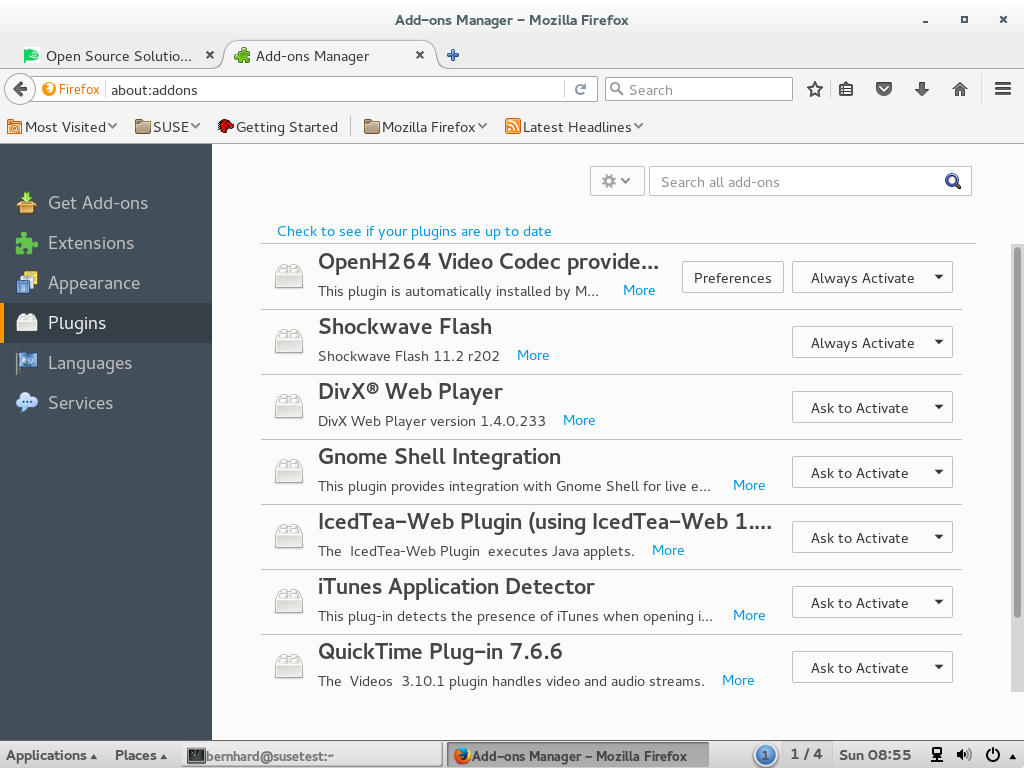 Add-ons Manager - Mozilla Firefox
Open Source Solutio...
Add-ons Manager
Firefox
about:addons
Search
Most Visited
SUSE
Getting Started
Mozilla Firefox
Latest Headlines
Get Add-ons
Extensions
Appearance
Plugins
Languages
Services
Search all add-ons
Check to see if your plugins are up to date
OpenH264 Video Codec provide...
This plugin is automatically installed by M... More
Preferences
Always Activate
Shockwave Flash
Shockwave Flash 11.2 r202 More
Always Activate
DivX® Web Player
DivX Web Player version 1.4.0.233 More
Ask to Activate
Gnome Shell Integration
This plugin provides integration with Gnome Shell for live e... More
Ask to Activate
IcedTea-Web Plugin (using IcedTea-Web 1....
The IcedTea-Web Plugin executes Java applets. More
Ask to Activate
iTunes Application Detector
This plug-in detects the presence of iTunes when opening i... More
Ask to Activate
QuickTime Plug-in 7.6.6
The Videos 3.10.1 plugin handles video and audio streams. More
Ask to Activate
Applications
Places
bernhard@susetest:~
Add-ons Manager - Mozilla Firefox
1
1 / 4
Sun 08:55